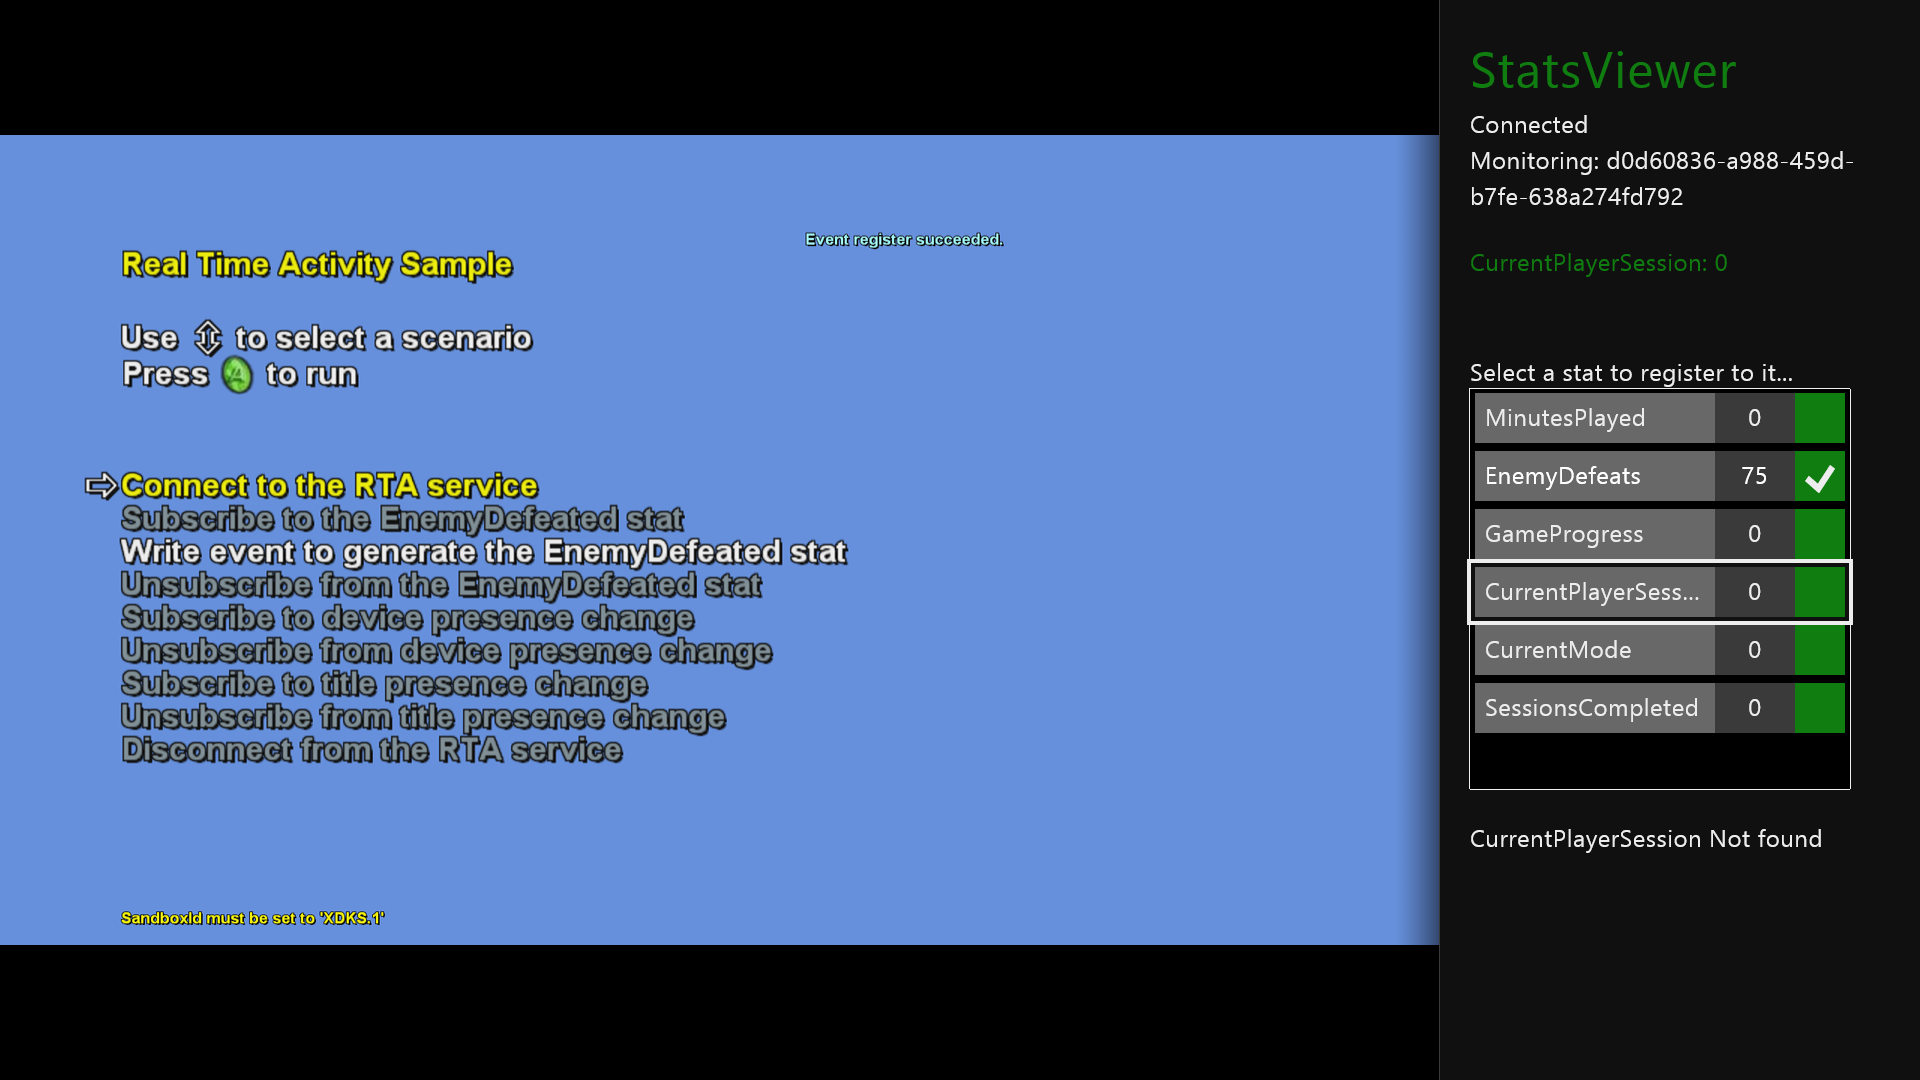 Real Time Activity Sample
Event register succeeded.
Use ⇕ to select a scenario
Press A to run
Connect to the RTA service
Subscribe to the EnemyDefeated stat
Write event to generate the EnemyDefeated stat
Unsubscribe from the EnemyDefeated stat
Subscribe to device presence change
Unsubscribe from device presence change
Subscribe to title presence change
Unsubscribe from title presence change
Disconnect from the RTA service
SandboxId must be set to 'XDKS.1'
StatsViewer
Connected
Monitoring: d0d60836-a988-459d-
b7fe-638a274fd792
CurrentPlayerSession: 0
Select a stat to register to it...
MinutesPlayed 0
EnemyDefeats 75
GameProgress 0
CurrentPlayerSess... 0
CurrentMode 0
SessionsCompleted 0
CurrentPlayerSession Not found